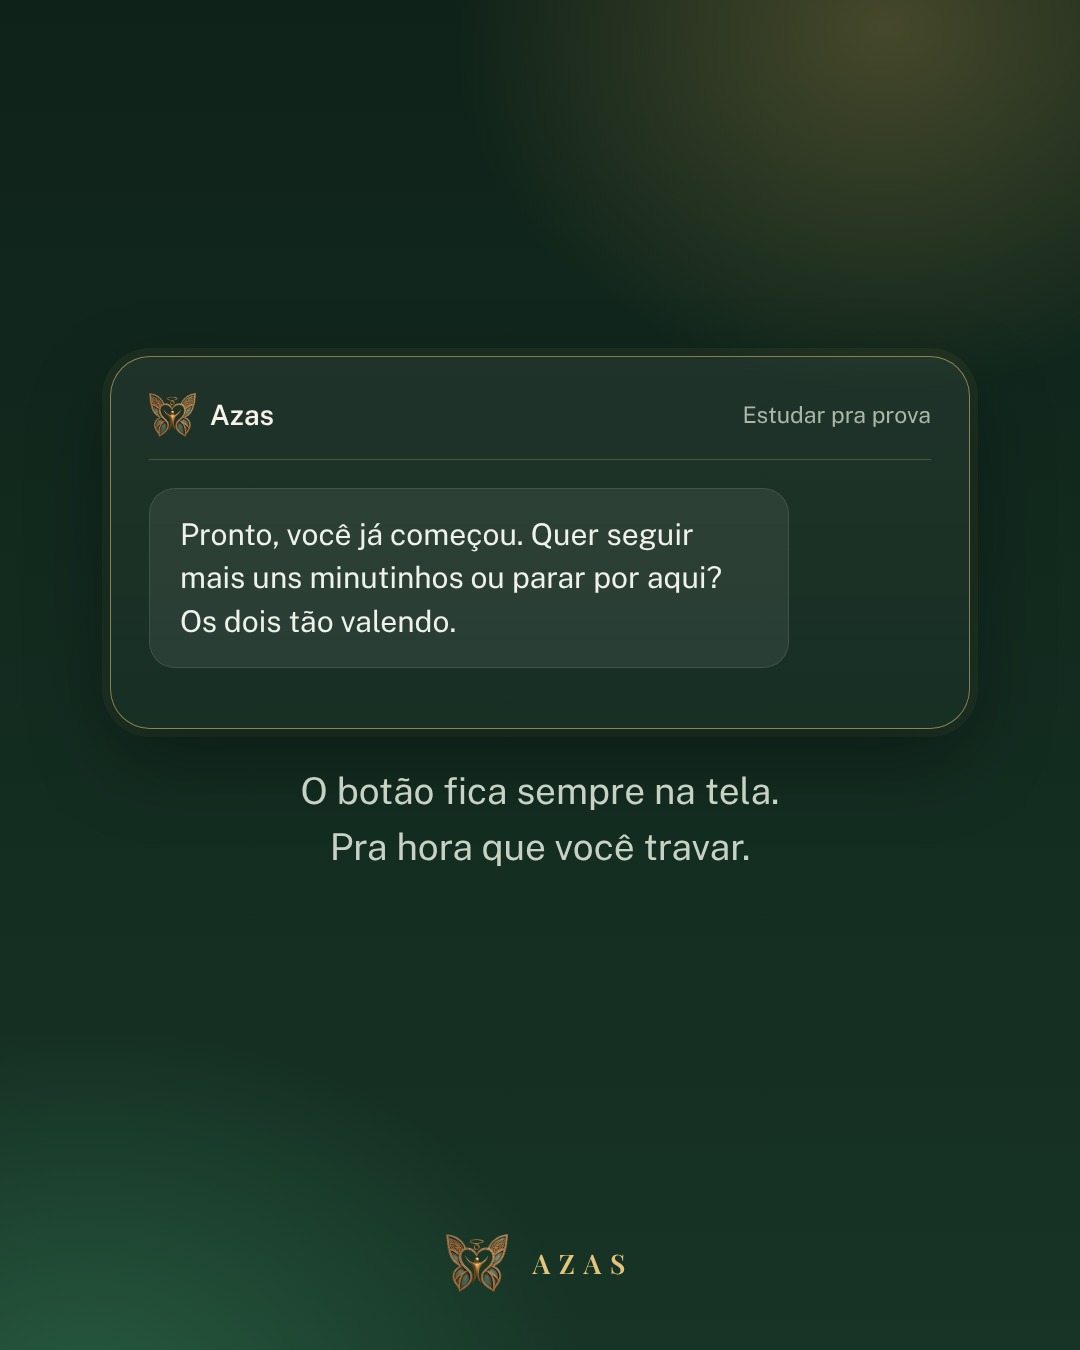 Azas
Estudar pra prova
Pronto, você já começou. Quer seguir
mais uns minutinhos ou parar por aqui?
Os dois tão valendo.
O botão fica sempre na tela.
Pra hora que você travar.
AZAS